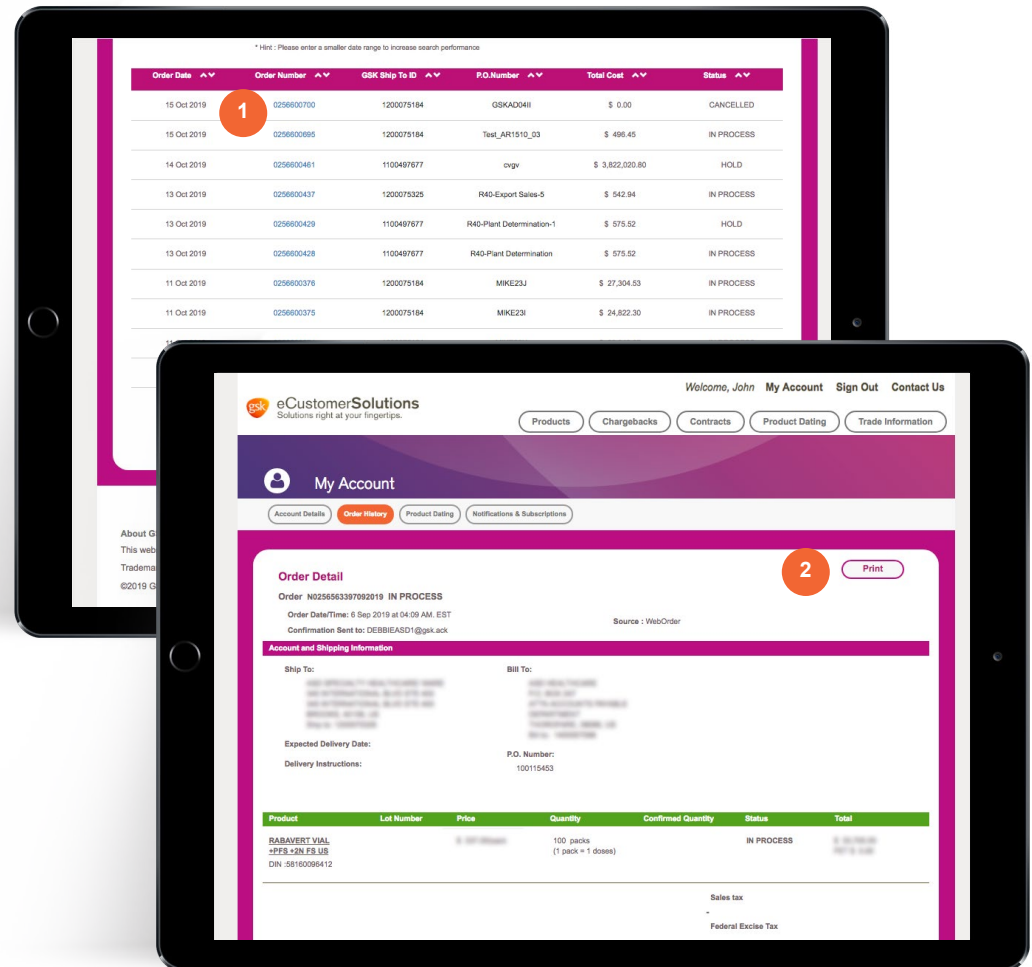 * Hint : Please enter a smaller date range to increase search performance
Order Date Order Number GSK Ship To ID P.O.Number Total Cost Status
15 Oct 2019 0256600700 1200075184 GSKAD04II $ 0.00 CANCELLED
1
15 Oct 2019 0256600695 1200075184 Test_AR1510_03 $ 496.45 IN PROCESS
14 Oct 2019 0256600461 1100497677 cvgv $ 3,822,020.80 HOLD
13 Oct 2019 0256600437 1200075325 R40-Export Sales-5 $ 542.94 IN PROCESS
13 Oct 2019 0256600429 1100497677 R40-Plant Determination-1 $ 575.52 HOLD
13 Oct 2019 0256600428 1100497677 R40-Plant Determination $ 575.52 IN PROCESS
11 Oct 2019 0256600376 1200075184 MIKE23J $ 27,304.53 IN PROCESS
11 Oct 2019 0256600375 1200075184 MIKE23I $ 24,822.30 IN PROCESS
About G
This web
Tradema
©2019 G
Welcome, John My Account Sign Out Contact Us
gsk eCustomerSolutions
Solutions right at your fingertips.
Products Chargebacks Contracts Product Dating Trade Information
My Account
Account Details Order History Product Dating Notifications & Subscriptions
2 Print
Order Detail
Order N0256563397092019 IN PROCESS
Order Date/Time: 6 Sep 2019 at 04:09 AM. EST
Source : WebOrder
Confirmation Sent to: DEBBIEASD1@gsk.ack
Account and Shipping Information
Ship To: Bill To:
Expected Delivery Date:
P.O. Number:
Delivery Instructions:
100115453
Product Lot Number Price Quantity Confirmed Quantity Status Total
RABAVERT VIAL 100 packs IN PROCESS
+PFS +2N FS US (1 pack = 1 doses)
DIN :58160096412
Sales tax
-
Federal Excise Tax